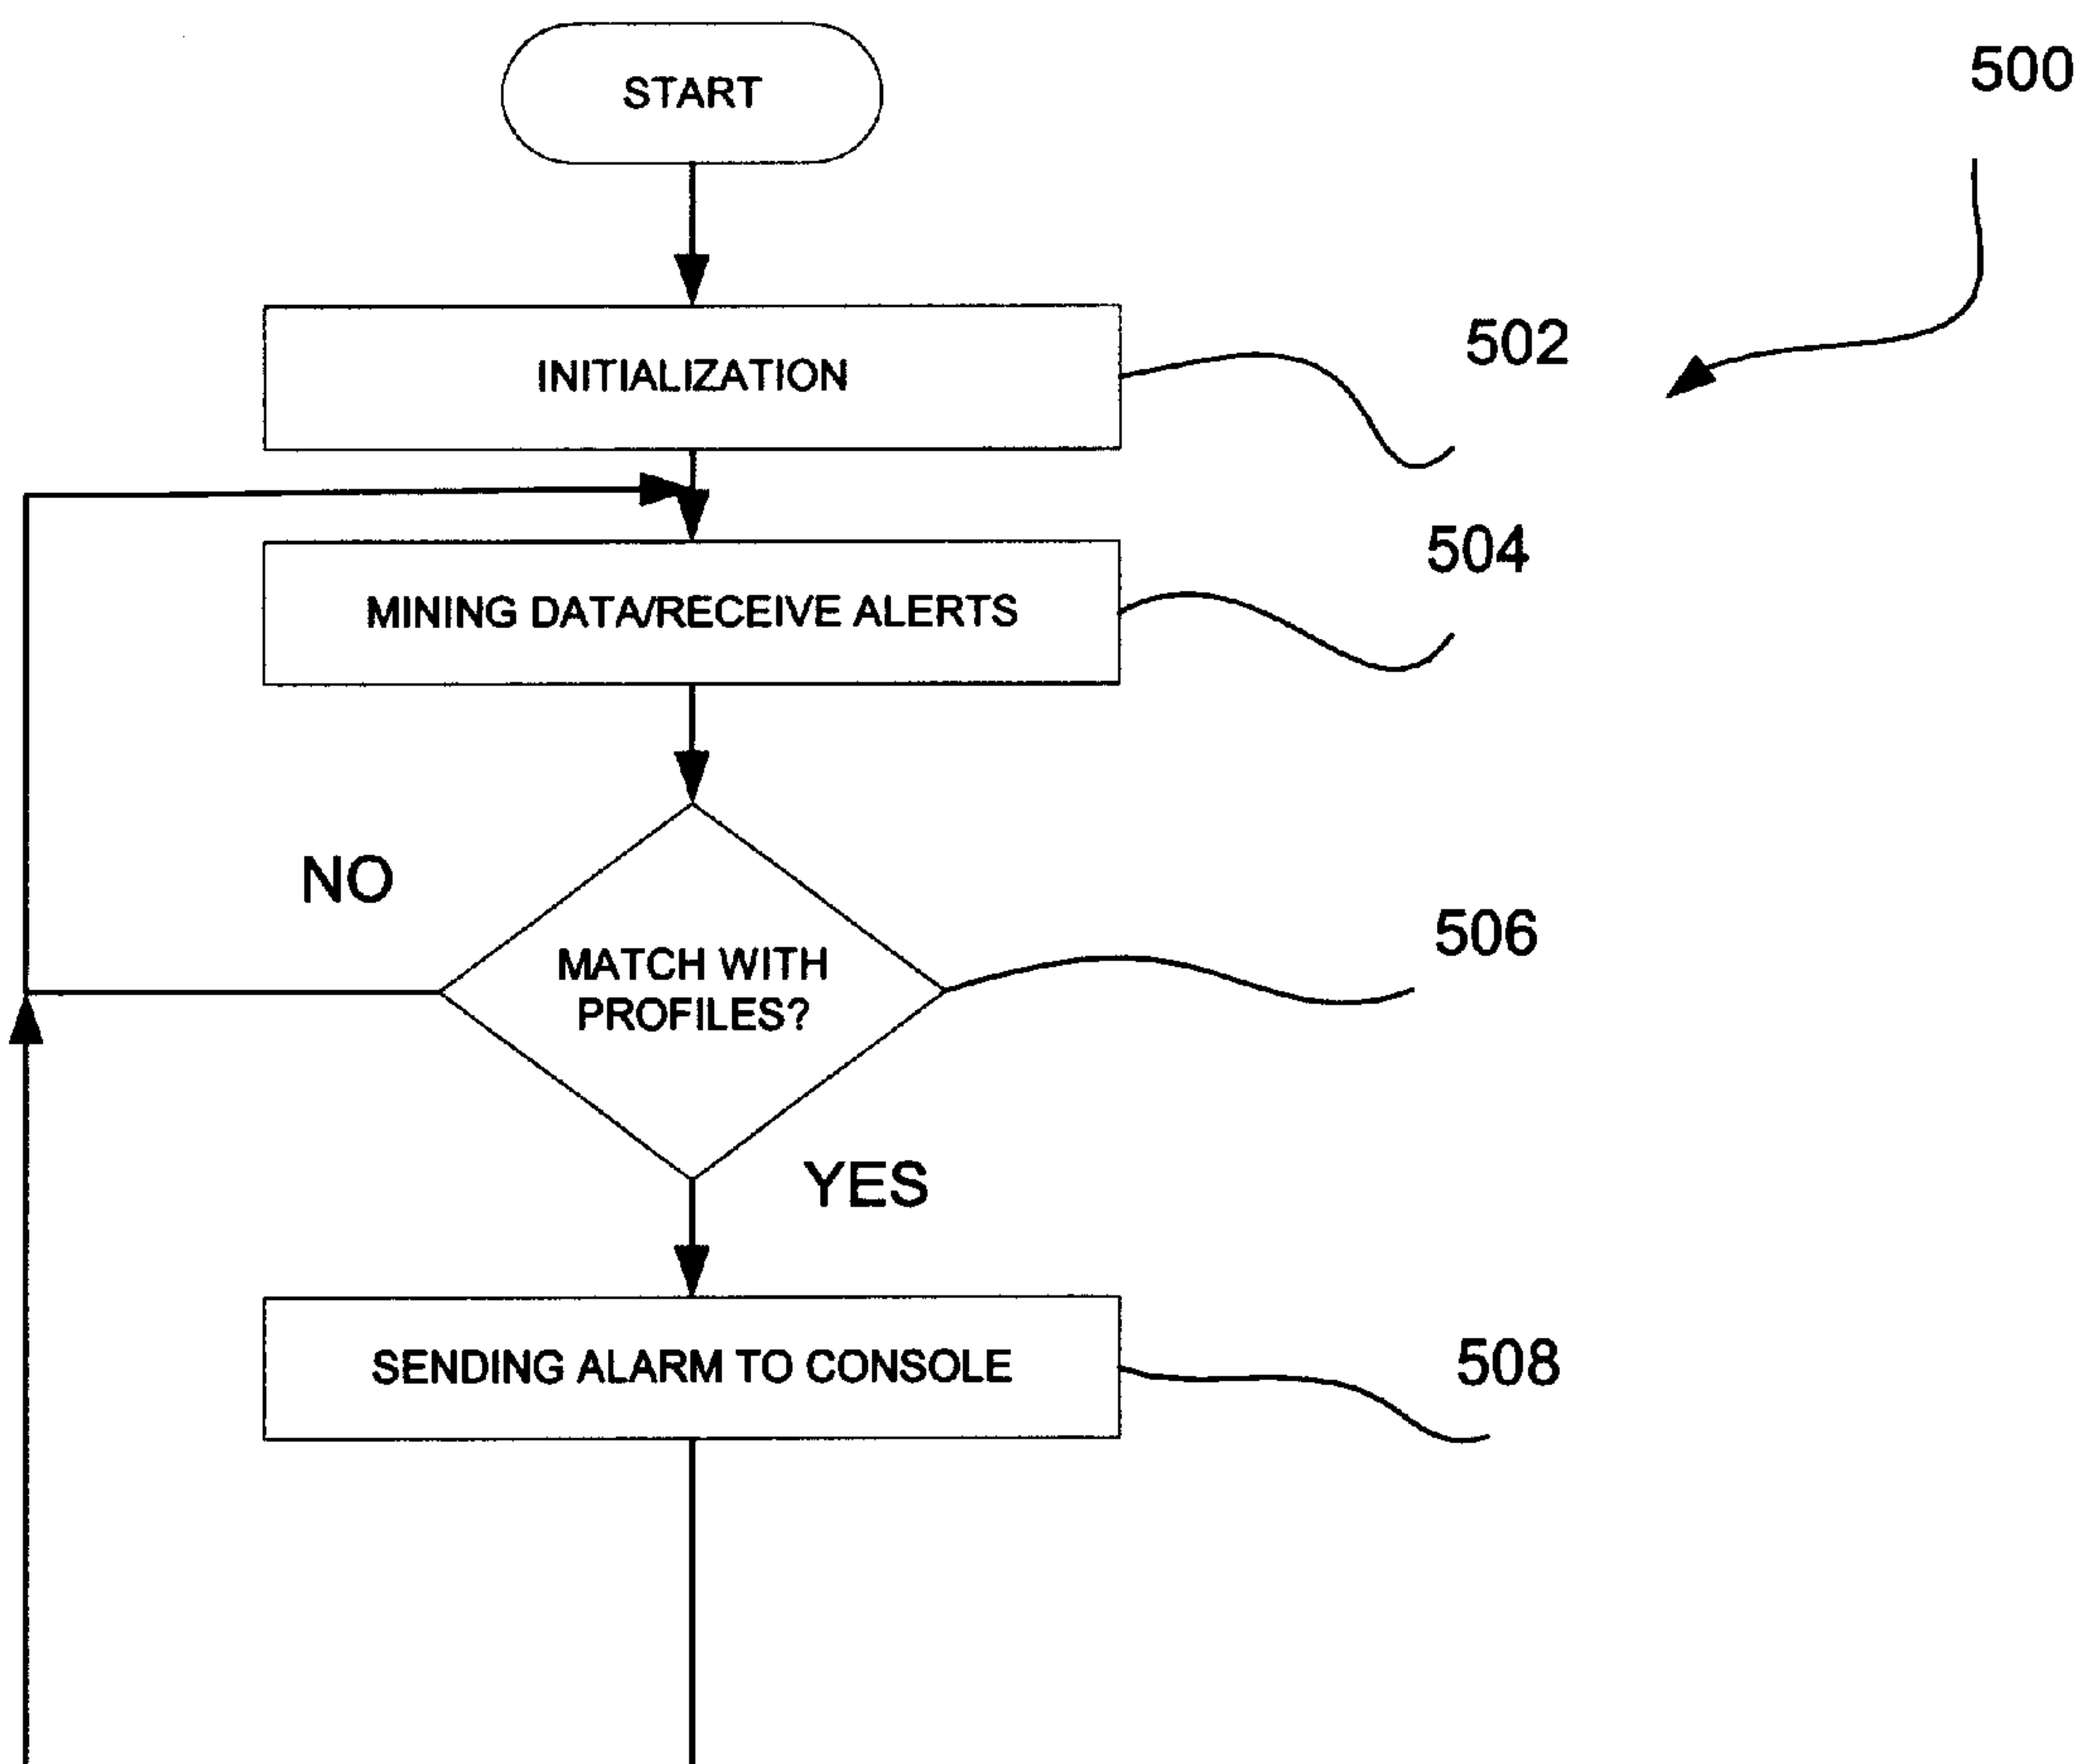 START
500
INITIALIZATION
502
MINING DATA/RECEIVE ALERTS
504
NO
MATCH WITH
PROFILES?
506
YES
SENDING ALARM TO CONSOLE
508